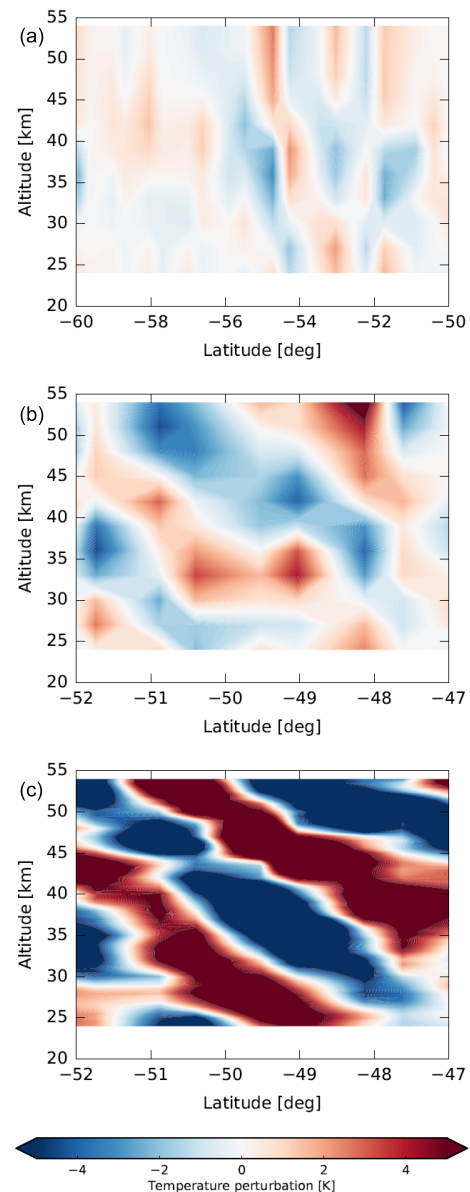 (a)
55
50
45
40
35
30
25
20
Altitude [km]
−60 −58 −56 −54 −52 −50
Latitude [deg]
(b)
55
50
45
40
35
30
25
20
Altitude [km]
−52 −51 −50 −49 −48 −47
Latitude [deg]
(c)
55
50
45
40
35
30
25
20
Altitude [km]
−52 −51 −50 −49 −48 −47
Latitude [deg]
−4 −2 0 2 4
Temperature perturbation [K]